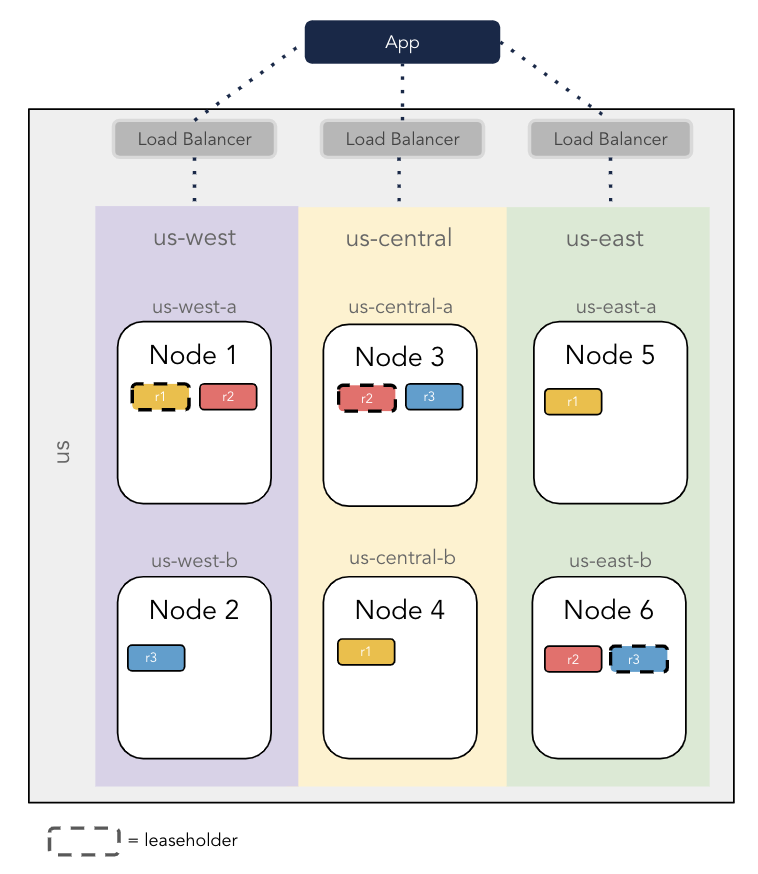 App
Load Balancer
Load Balancer
Load Balancer
us-west
us-central
us-east
us-west-a
us-central-a
us-east-a
Node 1
Node 3
Node 5
r1
r2
r2
r3
r1
us
us-west-b
us-central-b
us-east-b
Node 2
Node 4
Node 6
r3
r1
r2
r3
= leaseholder